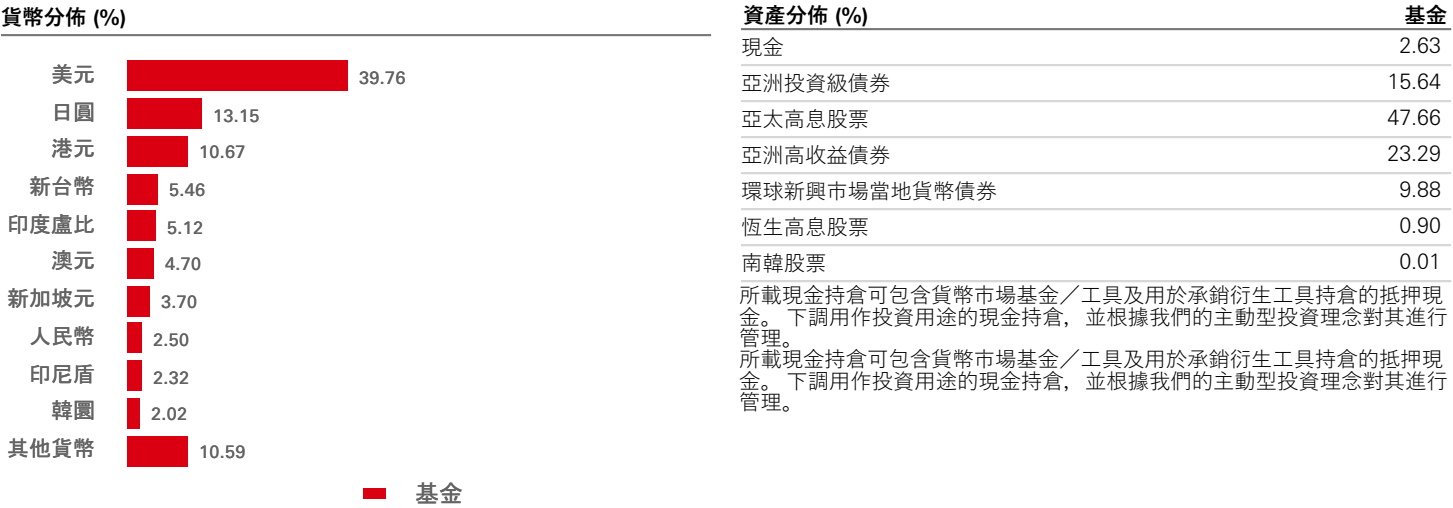 貨幣分佈 (%)
美元 39.76
日圓 13.15
港元 10.67
新台幣 5.46
印度盧比 5.12
澳元 4.70
新加坡元 3.70
人民幣 2.50
印尼盾 2.32
韓圜 2.02
其他貨幣 10.59
基金
資產分佈 (%) 基金
現金 2.63
亞洲投資級債券 15.64
亞太高息股票 47.66
亞洲高收益債券 23.29
環球新興市場當地貨幣債券 9.88
恆生高息股票 0.90
南韓股票 0.01
所載現金持倉可包含貨幣市場基金／工具及用於承銷衍生工具持倉的抵押現
金。 下調用作投資用途的現金持倉，並根據我們的主動型投資理念對其進行
管理。
所載現金持倉可包含貨幣市場基金／工具及用於承銷衍生工具持倉的抵押現
金。 下調用作投資用途的現金持倉，並根據我們的主動型投資理念對其進行
管理。